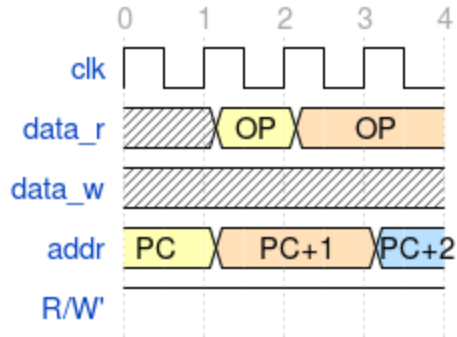 0 1 2 3 4
clk
data_r OP OP
data_w
addr PC PC+1 PC+2
R/W'